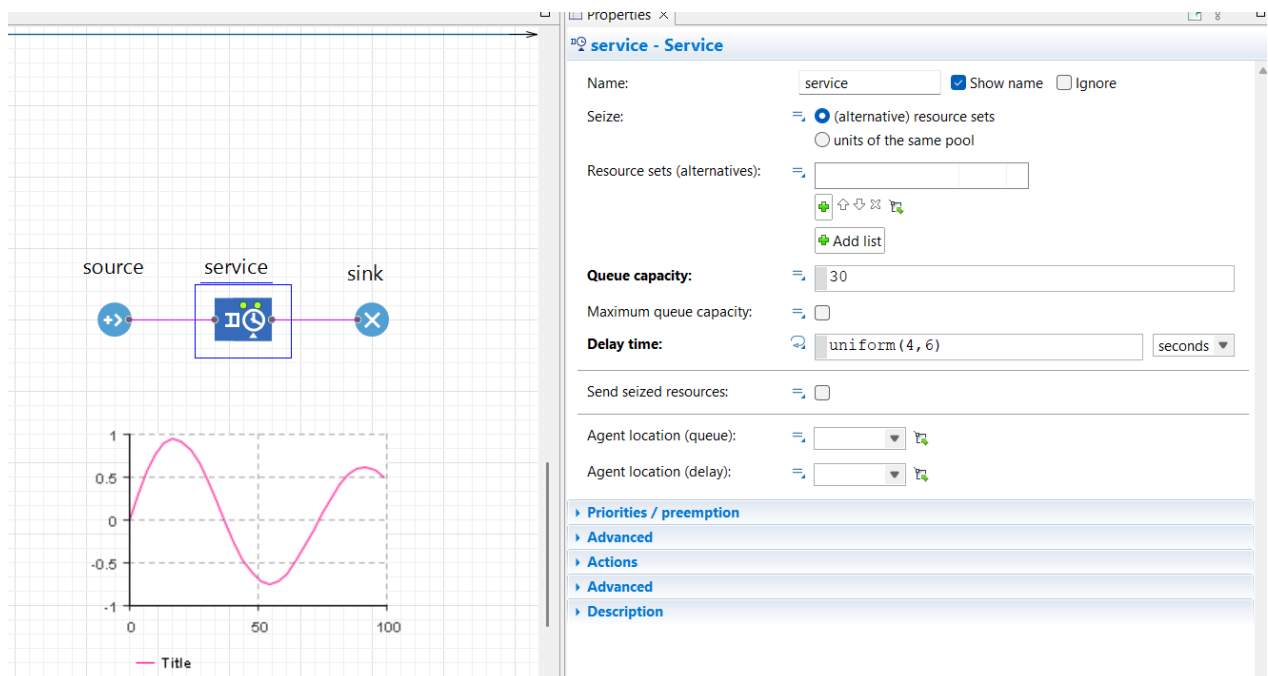 Properties
service - Service
Name:
service
Show name
Ignore
Seize:
(alternative) resource sets
units of the same pool
Resource sets (alternatives):
Add list
Queue capacity:
30
Maximum queue capacity:
Delay time:
uniform(4,6)
seconds
Send seized resources:
Agent location (queue):
Agent location (delay):
Priorities / preemption
Advanced
Actions
Advanced
Description
source
service
sink
1
0.5
0
-0.5
-1
0
50
100
Title